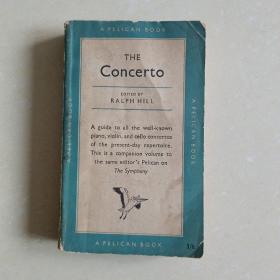 A PELICAN BOOK
THE
Concerto
EDITED BY
RALPH HILL
A guide to all the well-known
piano, violin, and cello concertos
of the present-day repertoire.
This is a companion volume to
the same editor's Pelican on
The Symphony
A PELICAN BOOK
A PELICAN BOOK
A PELICAN BOOK
3/6